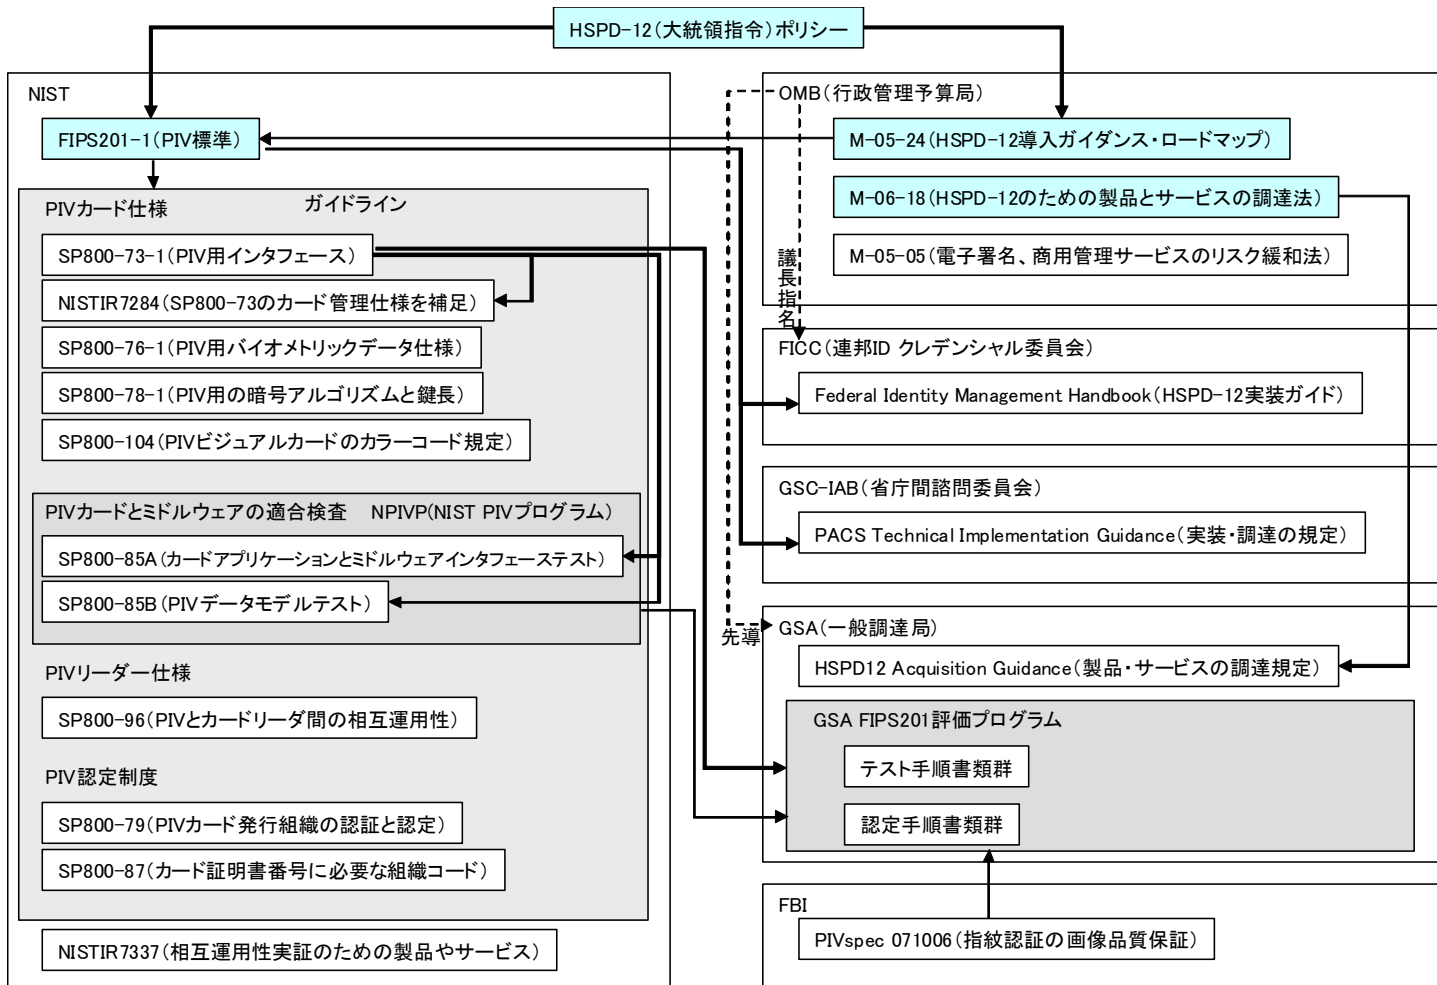 HSPD-12(大統領指令)ポリシー
NIST
FIPS201-1(PIV標準)
PIVカード仕様
ガイドライン
SP800-73-1(PIV用インタフェース)
NISTIR7284(SP800-73のカード管理仕様を補足)
SP800-76-1(PIV用バイオメトリックデータ仕様)
SP800-78-1(PIV用の暗号アルゴリズムと鍵長)
SP800-104(PIVビジュアルカードのカラーコード規定)
PIVカードとミドルウェアの適合検査 NPIVP(NIST PIVプログラム)
SP800-85A(カードアプリケーションとミドルウェアインタフェーステスト)
SP800-85B(PIVデータモデルテスト)
PIVリーダー仕様
SP800-96(PIVとカードリーダ間の相互運用性)
PIV認定制度
SP800-79(PIVカード発行組織の認証と認定)
SP800-87(カード証明書番号に必要な組織コード)
NISTIR7337(相互運用性実証のための製品やサービス)
OMB(行政管理予算局)
M-05-24(HSPD-12導入ガイダンス・ロードマップ)
M-06-18(HSPD-12のための製品とサービスの調達法)
M-05-05(電子署名、商用管理サービスのリスク緩和法)
議長指名
FICC(連邦ID クレデンシャル委員会)
Federal Identity Management Handbook(HSPD-12実装ガイド)
GSC-IAB(省庁間諮問委員会)
PACS Technical Implementation Guidance(実装・調達の規定)
先導
GSA(一般調達局)
HSPD12 Acquisition Guidance(製品・サービスの調達規定)
GSA FIPS201評価プログラム
テスト手順書類群
認定手順書類群
FBI
PIVspec 071006(指紋認証の画像品質保証)